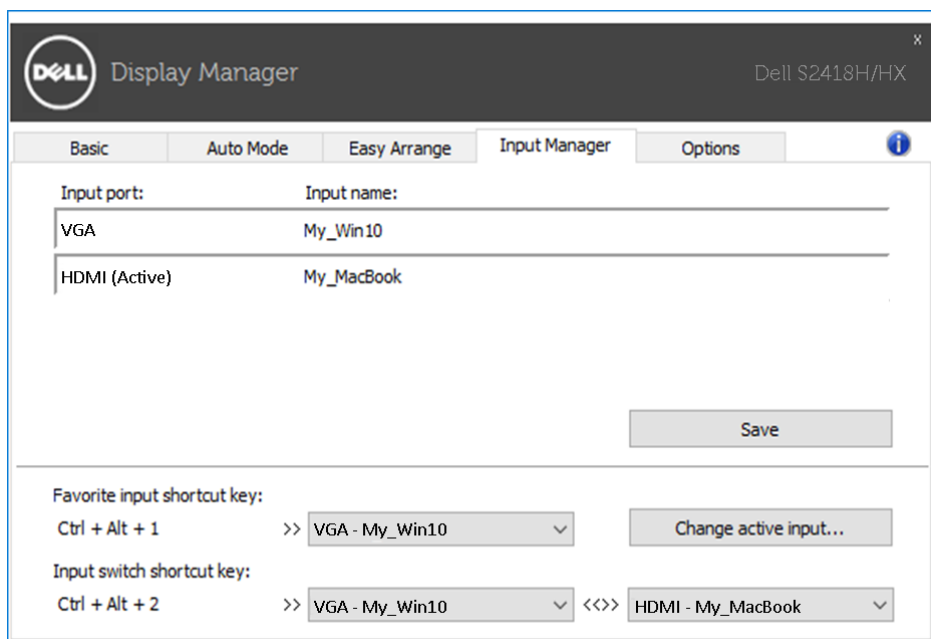 x
DELL Display Manager Dell S2418H/HX
Basic Auto Mode Easy Arrange Input Manager Options i
Input port: Input name:
VGA My_Win10
HDMI (Active) My_MacBook
Save
Favorite input shortcut key:
Ctrl + Alt + 1 >> VGA - My_Win10 Change active input...
Input switch shortcut key:
Ctrl + Alt + 2 >> VGA - My_Win10 <<>> HDMI - My_MacBook